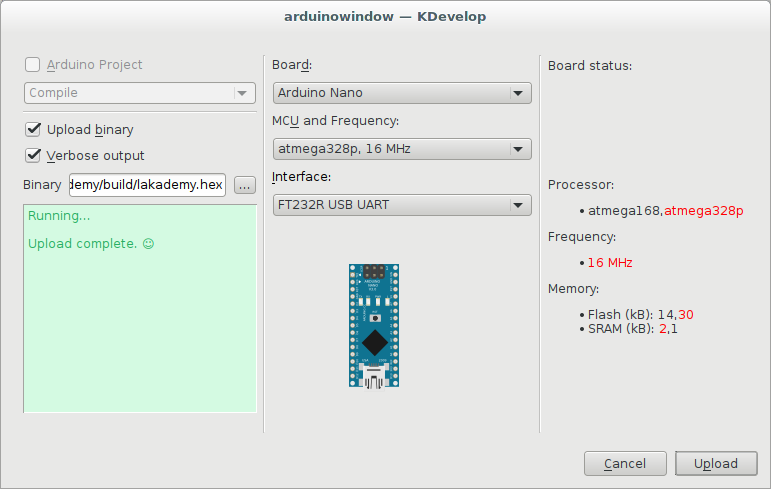 arduinowindow — KDevelop
Arduino Project
Compile
Upload binary
Verbose output
Binary demy/build/lakademy.hex ...
Running...
Upload complete. ☺
Board:
Arduino Nano
MCU and Frequency:
atmega328p, 16 MHz
Interface:
FT232R USB UART
ARDUINO
NANO
Board status:
Processor:
• atmega168,atmega328p
Frequency:
• 16 MHz
Memory:
• Flash (kB): 14,30
• SRAM (kB): 2,1
Cancel
Upload